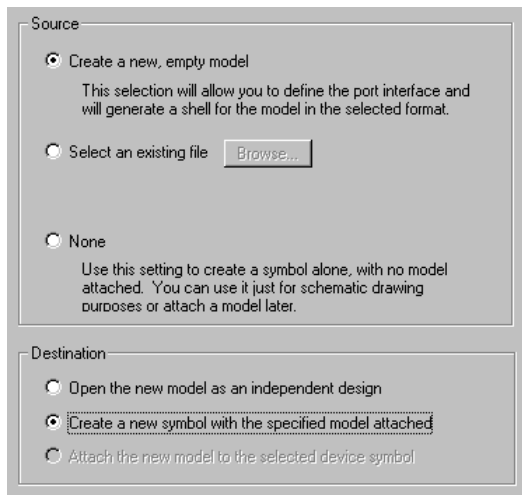 Source
Create a new, empty model
This selection will allow you to define the port interface and
will generate a shell for the model in the selected format.
Select an existing file Browse...
None
Use this setting to create a symbol alone, with no model
attached. You can use it just for schematic drawing
purposes or attach a model later.
Destination
Open the new model as an independent design
Create a new symbol with the specified model attached
Attach the new model to the selected device symbol